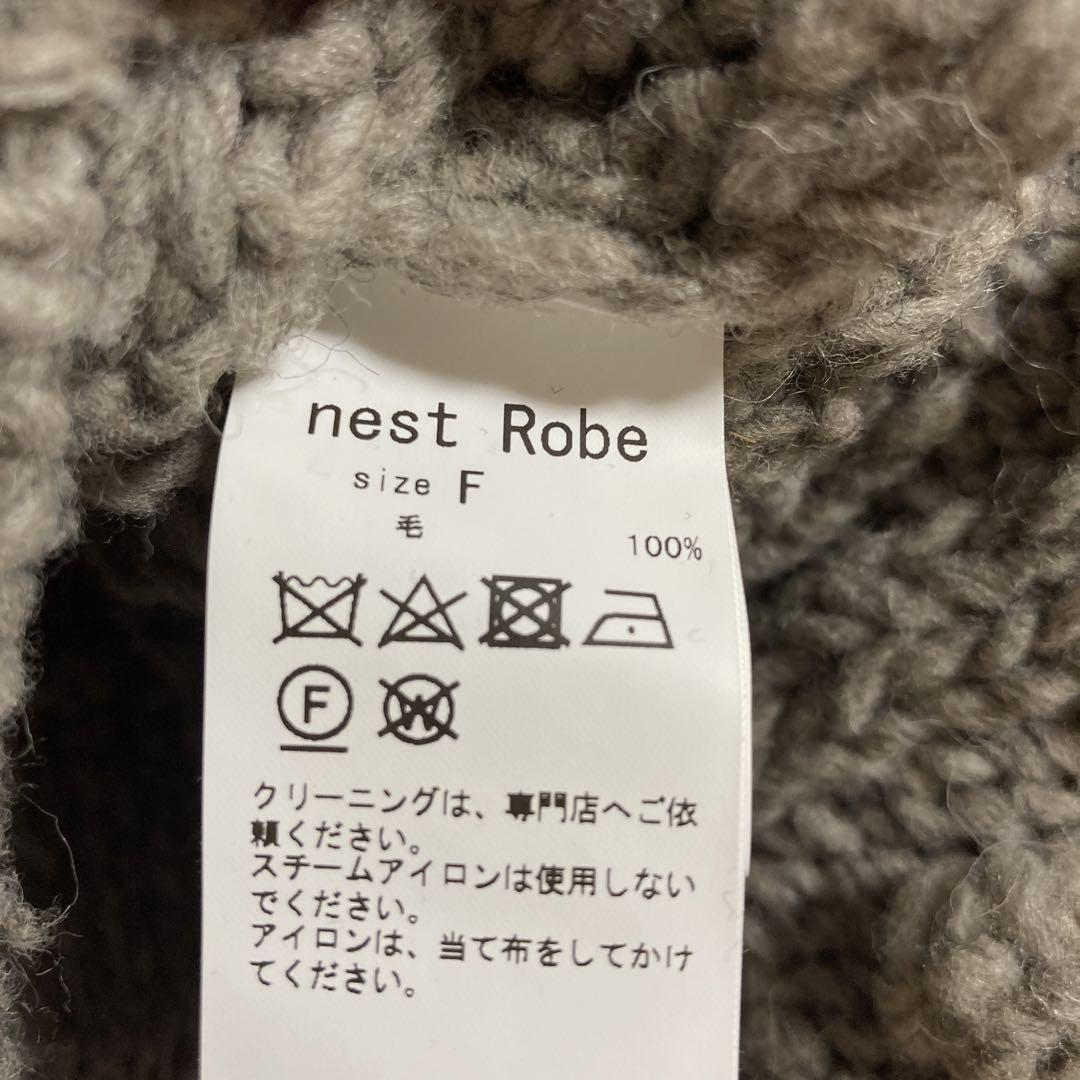 nest Robe
size F
毛 100%
F
W
クリーニングは、専門店へご依
頼ください。
スチームアイロンは使用しない
でください。
アイロンは、当て布をしてかけ
てください。